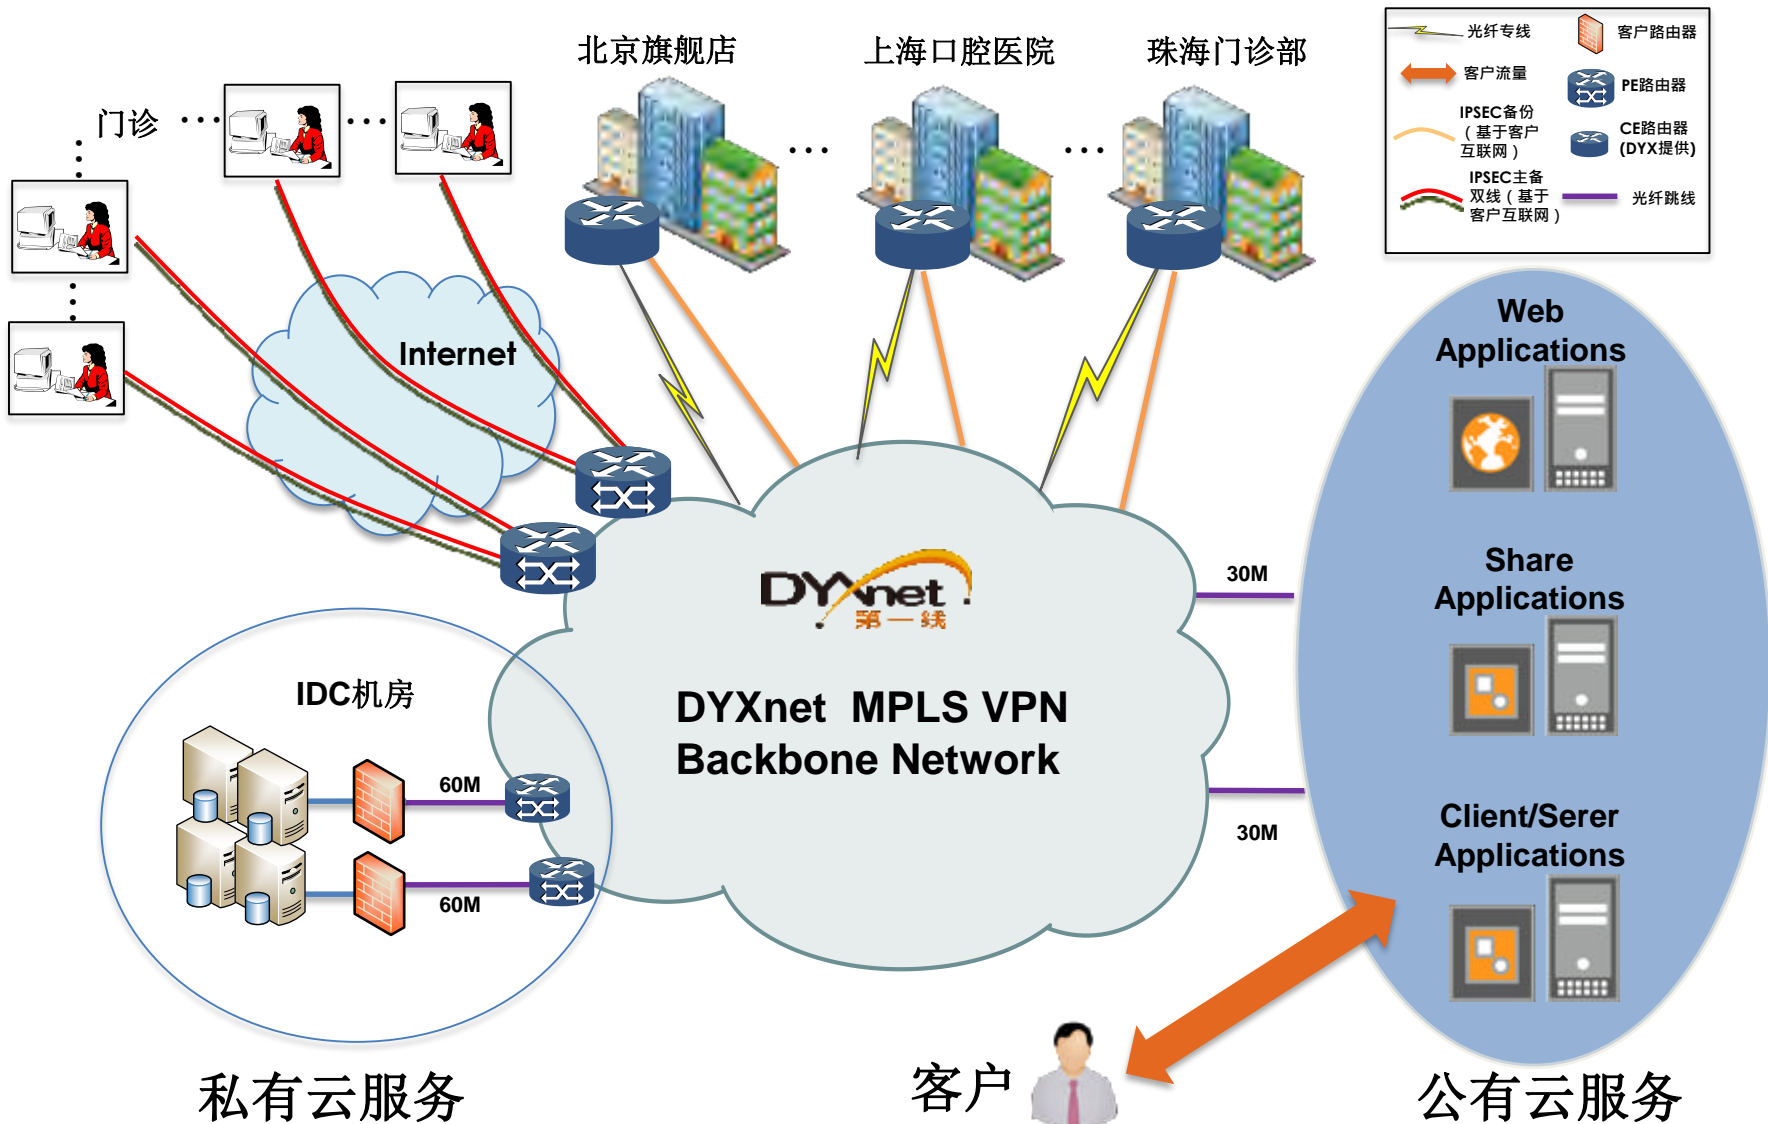 北京旗舰店
上海口腔医院
珠海门诊部
门诊
光纤专线
客户路由器
客户流量
PE路由器
IPSEC备份
（基于客户
互联网）
CE路由器
(DYX提供)
IPSEC主备
双线（基于
客户互联网）
光纤跳线
Internet
Web
Applications
Share
Applications
Client/Serer
Applications
DYXnet
第一线
DYXnet MPLS VPN
Backbone Network
30M
30M
IDC机房
60M
60M
私有云服务
客户
公有云服务